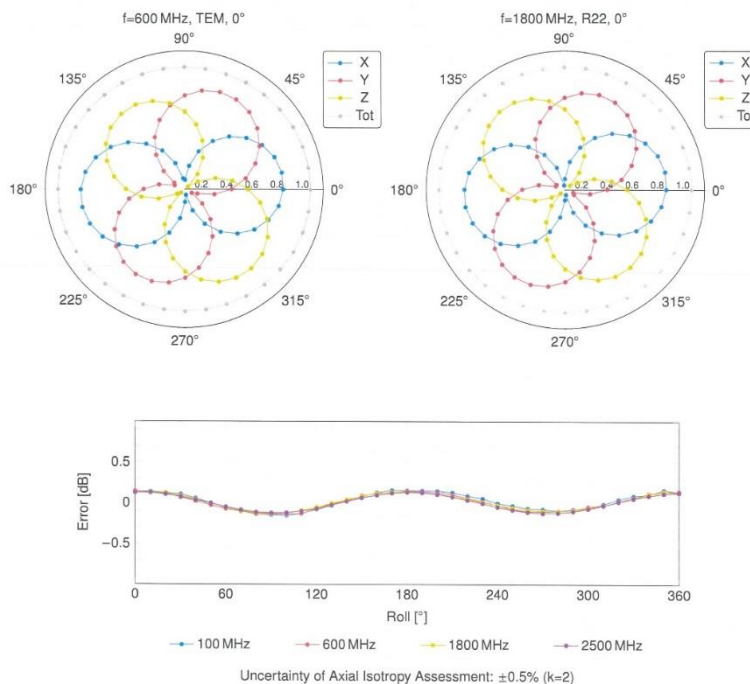 f=600 MHz, TEM, 0°
90°
135°
45°
X
Y
Z
Tot
180°
0.2 0.4 0.6 0.8 1.0
0°
225°
315°
270°
f=1800 MHz, R22, 0°
90°
135°
45°
X
Y
Z
Tot
180°
0.2 0.4 0.6 0.8 1.0
0°
225°
315°
270°
Error [dB]
0.5
0
−0.5
0 60 120 180 240 300 360
Roll [°]
100 MHz 600 MHz 1800 MHz 2500 MHz
Uncertainty of Axial Isotropy Assessment: ±0.5% (k=2)